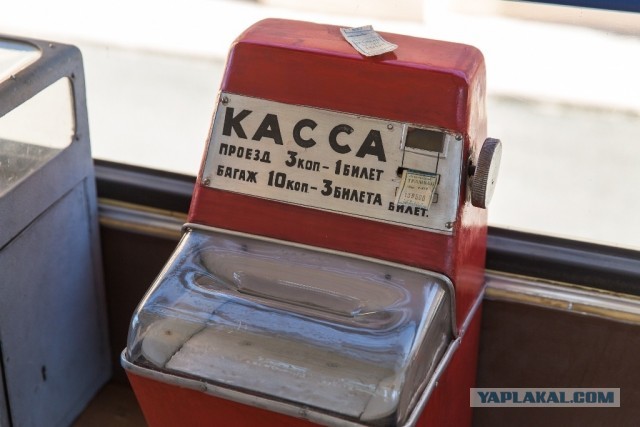 КАССА
ПРОЕЗД 3КОП-1БИЛЕТ
БАГАЖ 10КОП-3БИЛЕТА
БИЛЕТ.
YAPLAKAL.COM